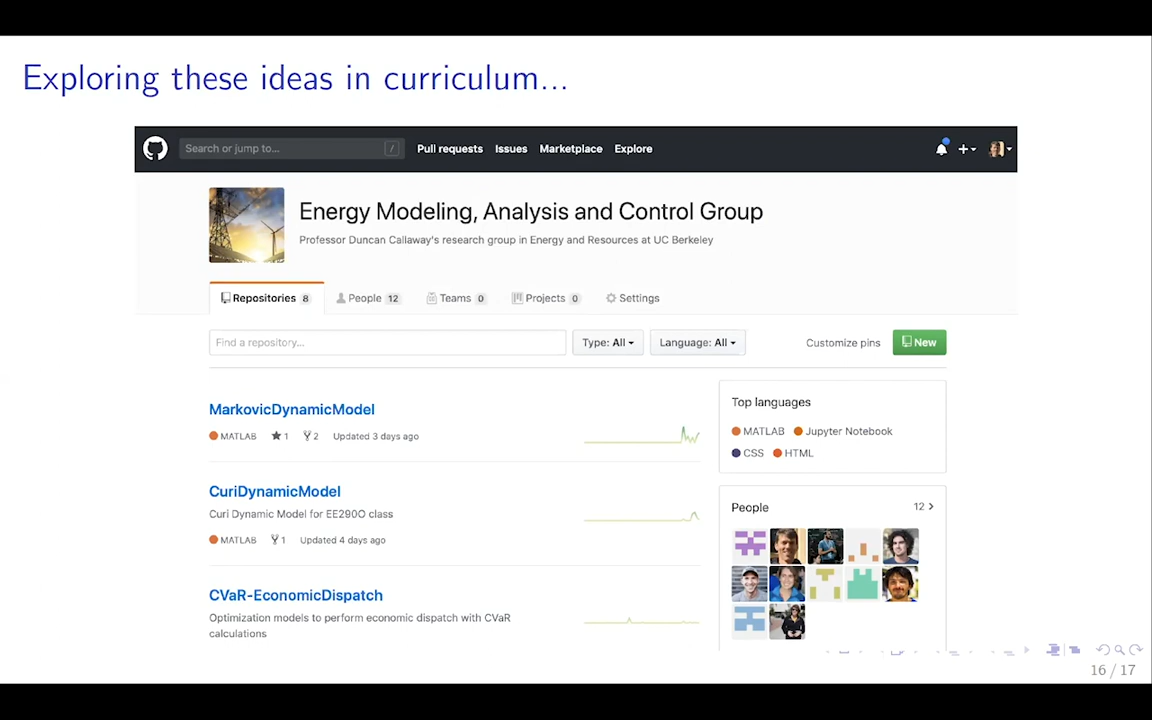 Exploring these ideas in curriculum...
Search or jump to... /
Pull requests Issues Marketplace Explore
Energy Modeling, Analysis and Control Group
Professor Duncan Callaway's research group in Energy and Resources at UC Berkeley
Repositories 8 People 12 Teams 0 Projects 0 Settings
Find a repository... Type: All Language: All Customize pins New
MarkovicDynamicModel
MATLAB 1 2 Updated 3 days ago
CuriDynamicModel
Curi Dynamic Model for EE290O class
MATLAB 1 Updated 4 days ago
CVaR-EconomicDispatch
Optimization models to perform economic dispatch with CVaR
calculations
Top languages
MATLAB Jupyter Notebook
CSS HTML
People 12 >
16 / 17